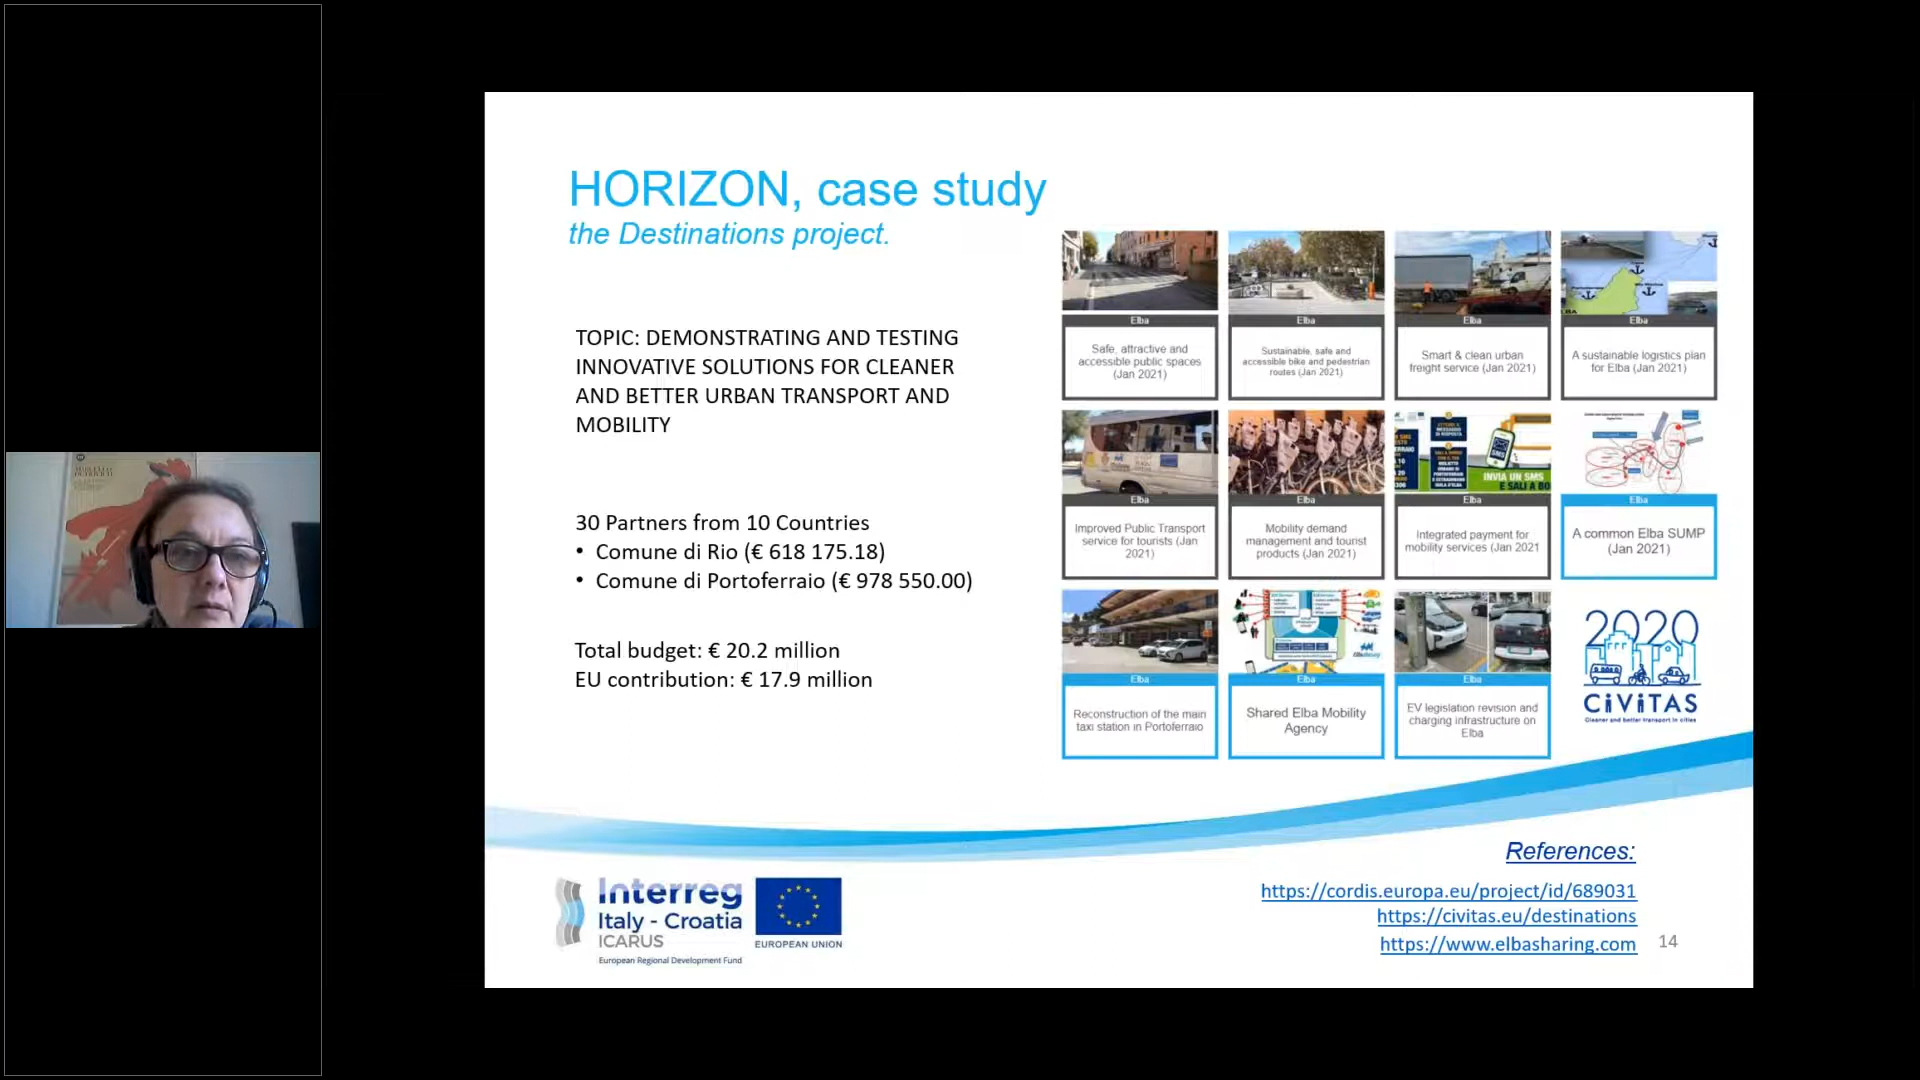 HORIZON, case study
the Destinations project.
TOPIC: DEMONSTRATING AND TESTING
INNOVATIVE SOLUTIONS FOR CLEANER
AND BETTER URBAN TRANSPORT AND
MOBILITY
30 Partners from 10 Countries
• Comune di Rio (€ 618 175.18)
• Comune di Portoferraio (€ 978 550.00)
Total budget: € 20.2 million
EU contribution: € 17.9 million
Elba
Safe, attractive and
accessible public spaces
(Jan 2021)
Elba
Sustainable, safe and
accessible bike and pedestrian
routes (Jan 2021)
Elba
Smart & clean urban
freight service (Jan 2021)
Elba
A sustainable logistics plan
for Elba (Jan 2021)
Elba
Improved Public Transport
service for tourists (Jan
2021)
Elba
Mobility demand
management and tourist
products (Jan 2021)
SMS
INVIA UN SMS
E SALI A BO
Elba
Integrated payment for
mobility services (Jan 2021
Elba
A common Elba SUMP
(Jan 2021)
Elba
Reconstruction of the main
taxi station in Portoferraio
Elba
Shared Elba Mobility
Agency
Elba
EV legislation revision and
charging infrastructure on
Elba
2020
CiViTAS
Cleaner and better transport in cities
Interreg
Italy - Croatia
ICARUS
European Regional Development Fund
EUROPEAN UNION
References:
https://cordis.europa.eu/project/id/689031
https://civitas.eu/destinations
https://www.elbasharing.com
14